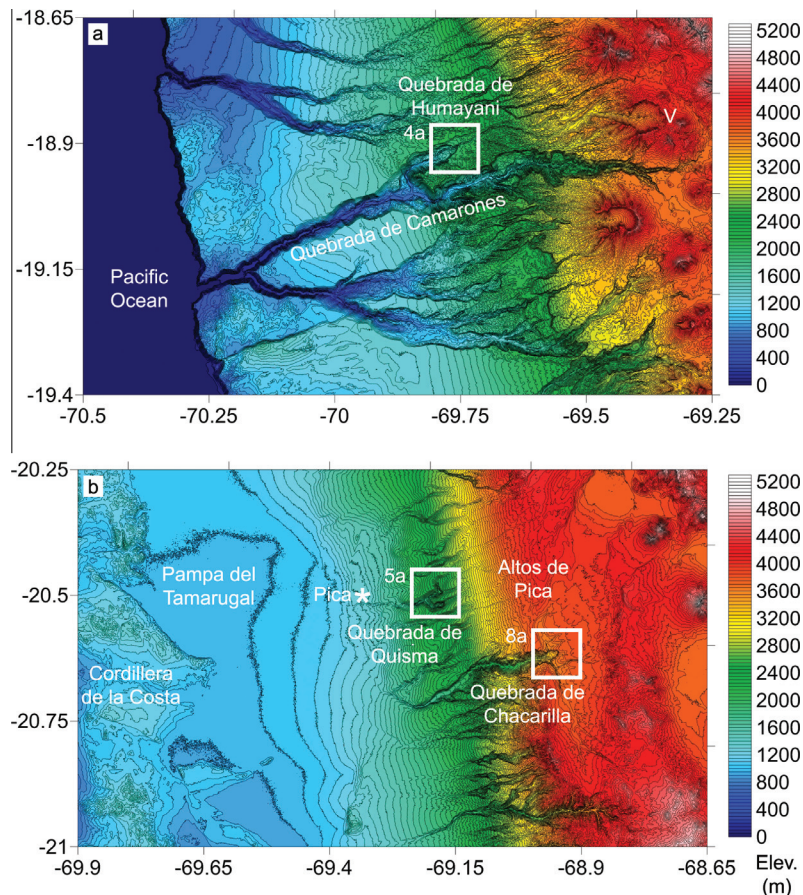 a
-18.65
-18.9
-19.15
-19.4
-70.5
-70.25
-70
-69.75
-69.5
-69.25
Quebrada de
Humayani
4a
V
Quebrada de Camarones
Pacific
Ocean
5200
4800
4400
4000
3600
3200
2800
2400
2000
1600
1200
800
400
0
b
-20.25
-20.5
-20.75
-21
-69.9
-69.65
-69.4
-69.15
-68.9
-68.65
Pampa del
Tamarugal
Pica *
5a
Altos de
Pica
Quebrada de
Quisma
8a
Cordillera
de la Costa
Quebrada de
Chacarilla
5200
4800
4400
4000
3600
3200
2800
2400
2000
1600
1200
800
400
0
Elev.
(m)